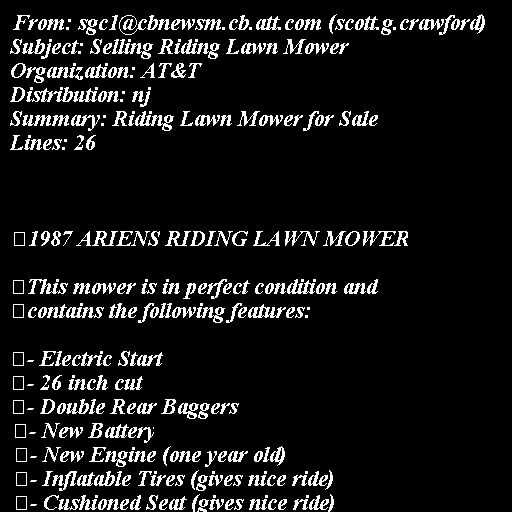 From: sgc1@cbnewsm.cb.att.com (scott.g.crawford)
Subject: Selling Riding Lawn Mower
Organization: AT&T
Distribution: nj
Summary: Riding Lawn Mower for Sale
Lines: 26
□1987 ARIENS RIDING LAWN MOWER
□This mower is in perfect condition and
□contains the following features:
□- Electric Start
□- 26 inch cut
□- Double Rear Baggers
□- New Battery
□- New Engine (one year old)
□- Inflatable Tires (gives nice ride)
□- Cushioned Seat (gives nice ride)